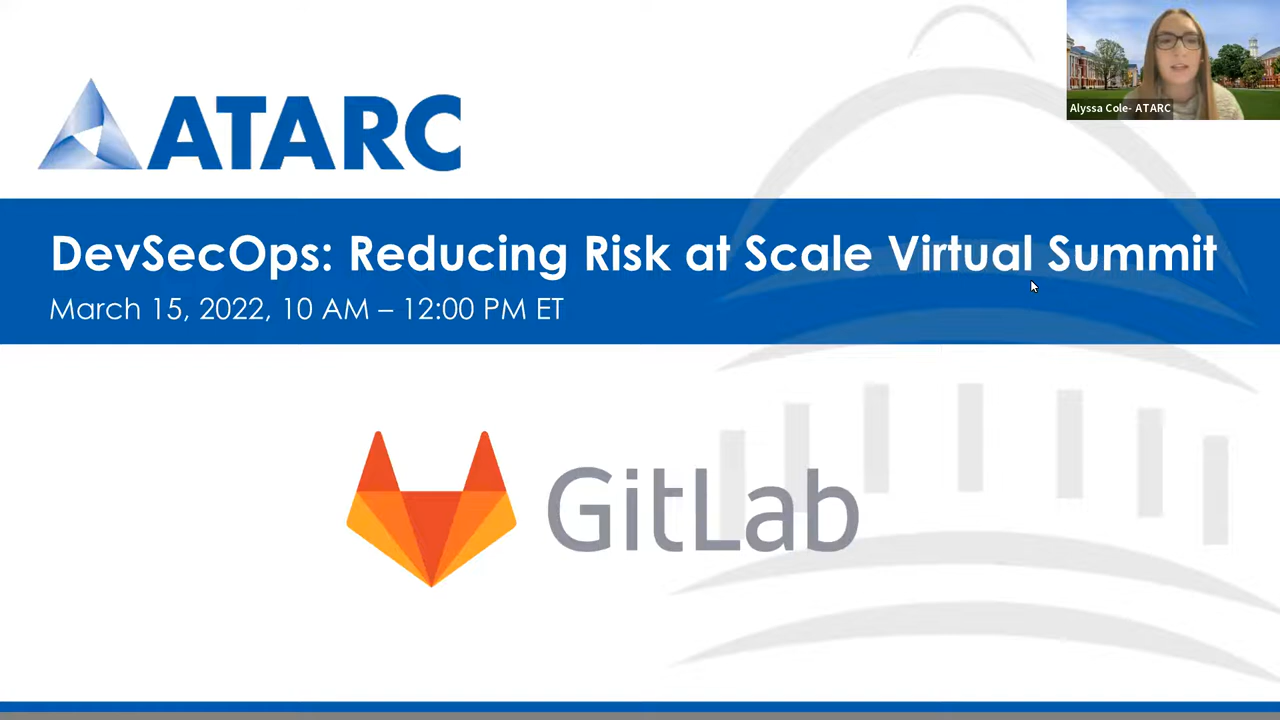 ATARC
Alyssa Cole- ATARC
DevSecOps: Reducing Risk at Scale Virtual Summit
March 15, 2022, 10 AM – 12:00 PM ET
GitLab